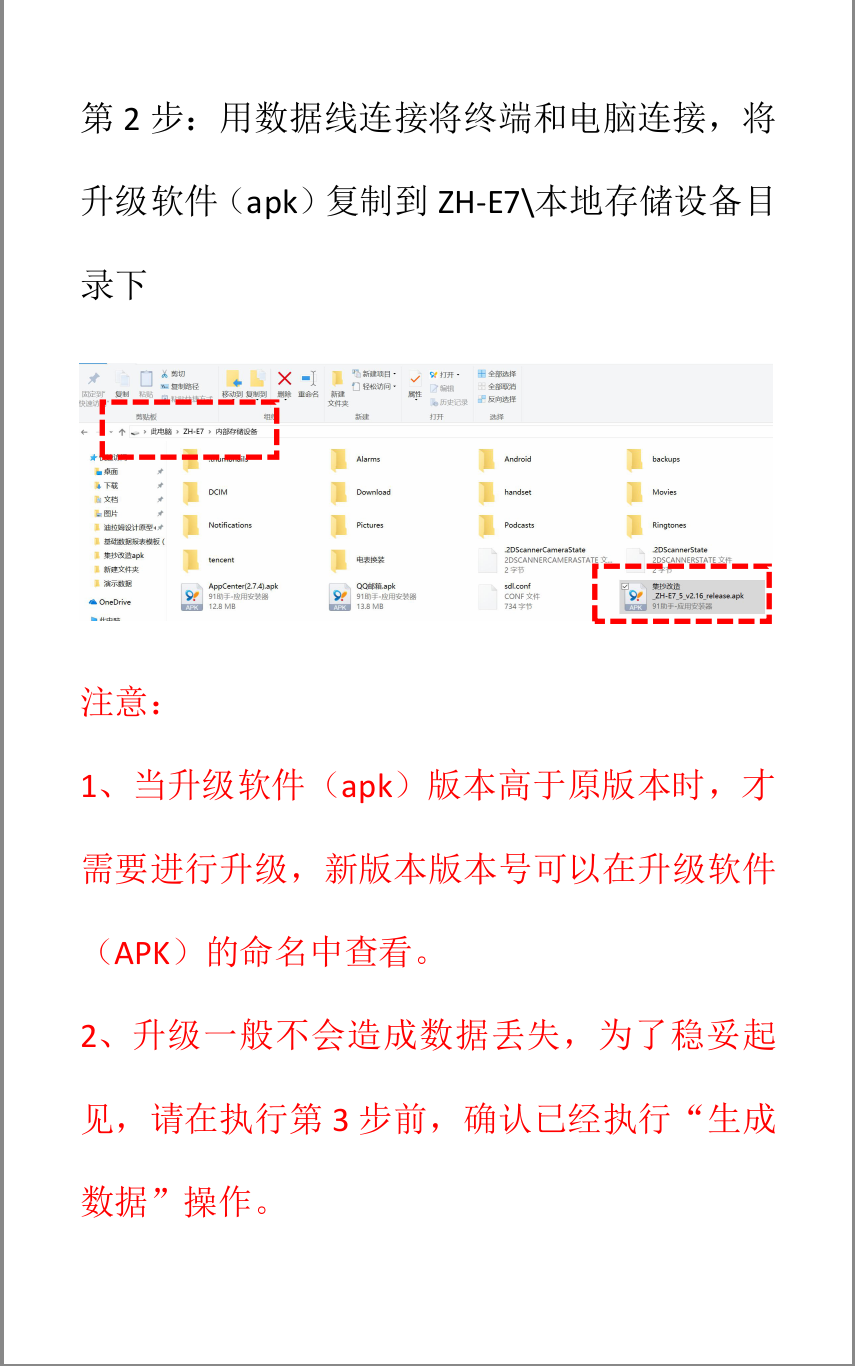 第 2 步：用数据线连接将终端和电脑连接，将
升级软件（apk）复制到 ZH-E7\本地存储设备目
录下
固定到"
快速访
复制
粘贴
剪切
复制路径
移动到
复制到
删除
重命名
新建
文件夹
新建项目
轻松访问
属性
打开
编辑
历史记录
全部选择
全部取消
反向选择
剪贴板
组织
新建
打开
选择
此电脑 › ZH-E7 › 内部存储设备
桌面
下载
文档
图片
迪拉姆设计原型
基础数据报表模板 (
集抄改造apk
新建文件夹
演示数据
OneDrive
此电脑
.thumbnails
Alarms
Android
backups
DCIM
Download
handset
Movies
Notifications
Pictures
Podcasts
Ringtones
tencent
电表换装
.2DScannerCameraState
2DSCANNERCAMERASTATE 文...
2 字节
.2DScannerState
2DSCANNERSTATE 文件
2 字节
AppCenter(2.7.4).apk
91助手-应用安装器
12.8 MB
APK
QQ邮箱.apk
91助手-应用安装器
13.8 MB
APK
sdl.conf
CONF 文件
734 字节
集抄改造
_ZH-E7_5_v2.16_release.apk
91助手-应用安装器
APK
注意：
1、当升级软件（apk）版本高于原版本时，才
需要进行升级，新版本版本号可以在升级软件
（APK）的命名中查看。
2、升级一般不会造成数据丢失，为了稳妥起
见，请在执行第 3 步前，确认已经执行“生成
数据”操作。